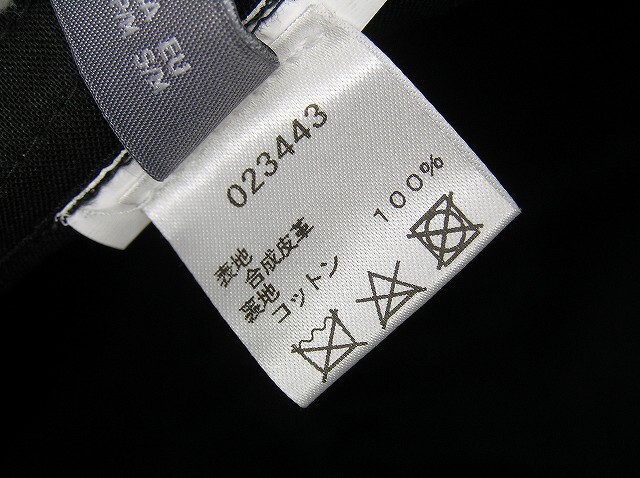 023443
表地
合成皮革
裏地
コットン 100%